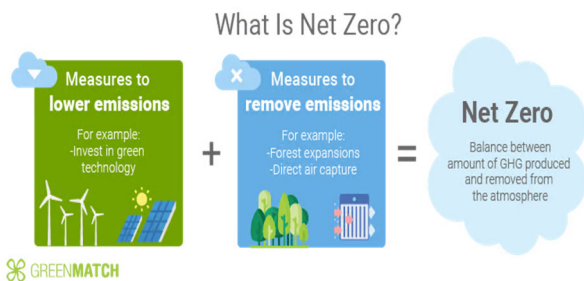 What Is Net Zero?
Measures to
lower emissions
For example:
-Invest in green
technology
+
Measures to
remove emissions
For example:
-Forest expansions
-Direct air capture
=
Net Zero
Balance between
amount of GHG produced
and removed from
the atmosphere
GREENMATCH